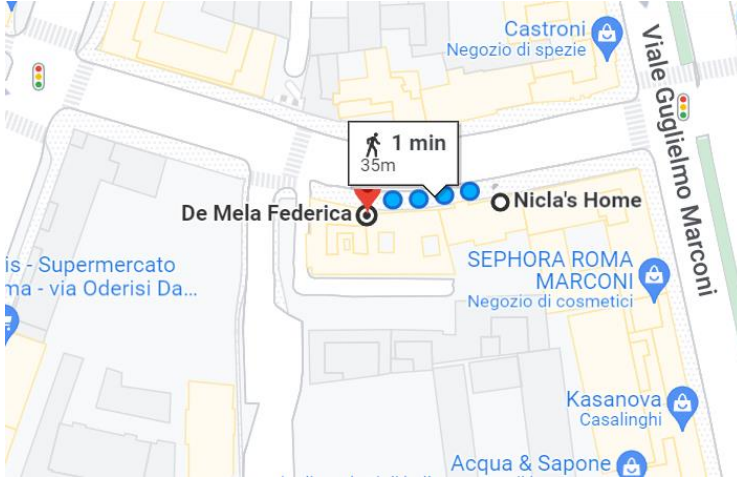 Castroni
Negozio di spezie
Viale Guglielmo Marconi
1 min
35m
De Mela Federica
Nicla's Home
is - Supermercato
ma - via Oderisi Da...
SEPHORA ROMA
MARCONI
Negozio di cosmetici
Kasanova
Casalinghi
Acqua & Sapone